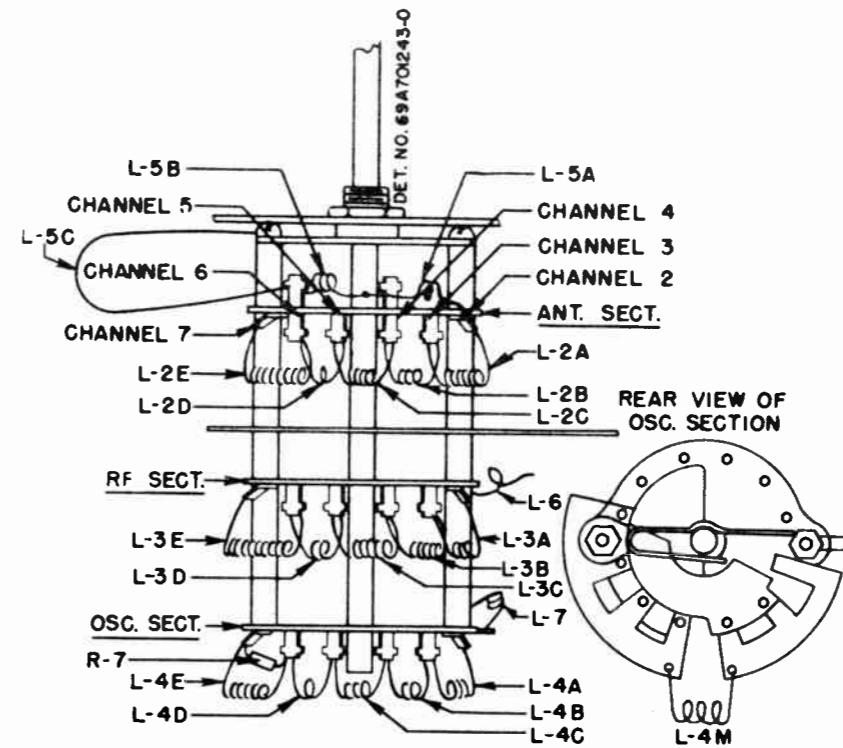 DET. NO. 69A701243-0
L-5B
L-5A
CHANNEL 5
CHANNEL 4
L-5C
CHANNEL 3
CHANNEL 6
CHANNEL 2
ANT. SECT.
CHANNEL 7
L-2A
L-2E
L-2B
L-2D
L-2C
REAR VIEW OF
OSC. SECTION
RF SECT.
L-6
L-3E
L-3A
L-3B
L-3D
L-3C
L-7
OSC. SECT.
R-7
L-4E
L-4A
L-4D
L-4B
L-4C
L-4M